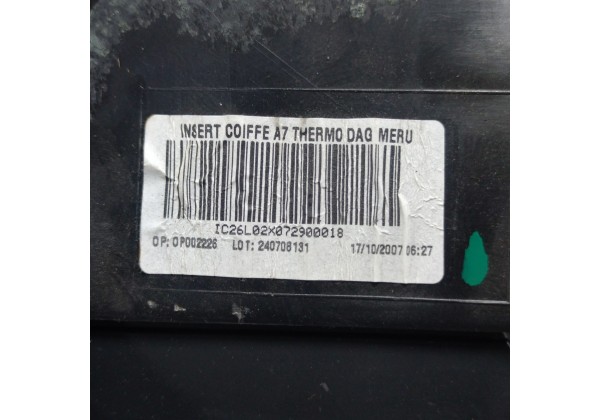 INSERT COIFFE A7 THERMO DAG MERU
IC26L02X072900018
OP: OP002226 LOT: 240708131 17/10/2007 06:27